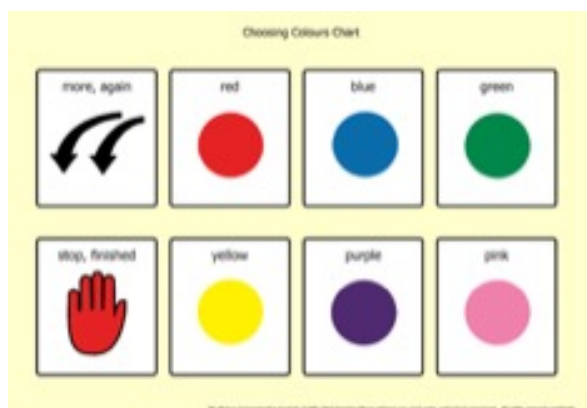 Choosing Colours Chart
more, again
red
blue
green
stop, finished
yellow
purple
pink